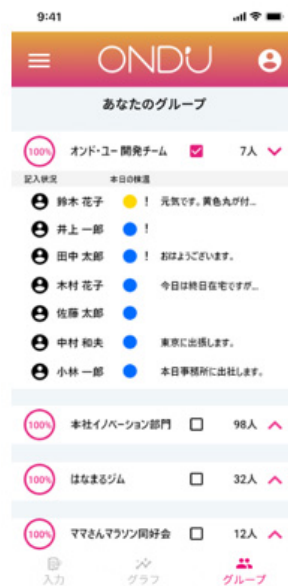 9:41
ONDU
あなたのグループ
100% オンド・ユー 開発チーム 7人
記入状況 本日の検温
鈴木 花子 ! 元気です。黄色丸が付...
井上 一郎 !
田中 太郎 ! おはようございます。
木村 花子 今日は終日在宅ですが...
佐藤 太郎
中村 和夫 東京に出張します。
小林 一郎 本日事務所に出社します。
100% 本社イノベーション部門 98人
100% はなまるジム 32人
100% ママさんマラソン同好会 12人
入力 グラフ グループ